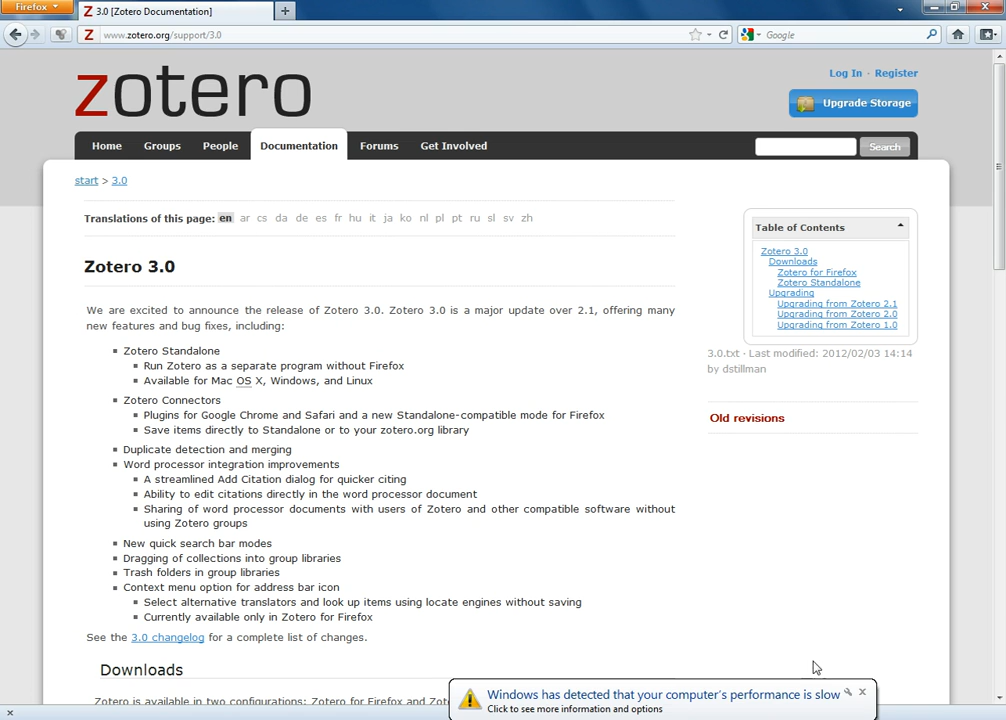 Firefox
Z 3.0 [Zotero Documentation]
Z www.zotero.org/support/3.0
Google
zotero
Log In · Register
Upgrade Storage
Home Groups People Documentation Forums Get Involved
Search
start > 3.0
Translations of this page: en ar cs da de es fr hu it ja ko nl pl pt ru sl sv zh
Table of Contents
Zotero 3.0
Downloads
Zotero for Firefox
Zotero Standalone
Upgrading
Upgrading from Zotero 2.1
Upgrading from Zotero 2.0
Upgrading from Zotero 1.0
3.0.txt · Last modified: 2012/02/03 14:14
by dstillman
Old revisions
Zotero 3.0
We are excited to announce the release of Zotero 3.0. Zotero 3.0 is a major update over 2.1, offering many
new features and bug fixes, including:
Zotero Standalone
Run Zotero as a separate program without Firefox
Available for Mac OS X, Windows, and Linux
Zotero Connectors
Plugins for Google Chrome and Safari and a new Standalone-compatible mode for Firefox
Save items directly to Standalone or to your zotero.org library
Duplicate detection and merging
Word processor integration improvements
A streamlined Add Citation dialog for quicker citing
Ability to edit citations directly in the word processor document
Sharing of word processor documents with users of Zotero and other compatible software without
using Zotero groups
New quick search bar modes
Dragging of collections into group libraries
Trash folders in group libraries
Context menu option for address bar icon
Select alternative translators and look up items using locate engines without saving
Currently available only in Zotero for Firefox
See the 3.0 changelog for a complete list of changes.
Downloads
Zotero is available in two configurations: Zotero for Firefox and Zot
Windows has detected that your computer's performance is slow
Click to see more information and options